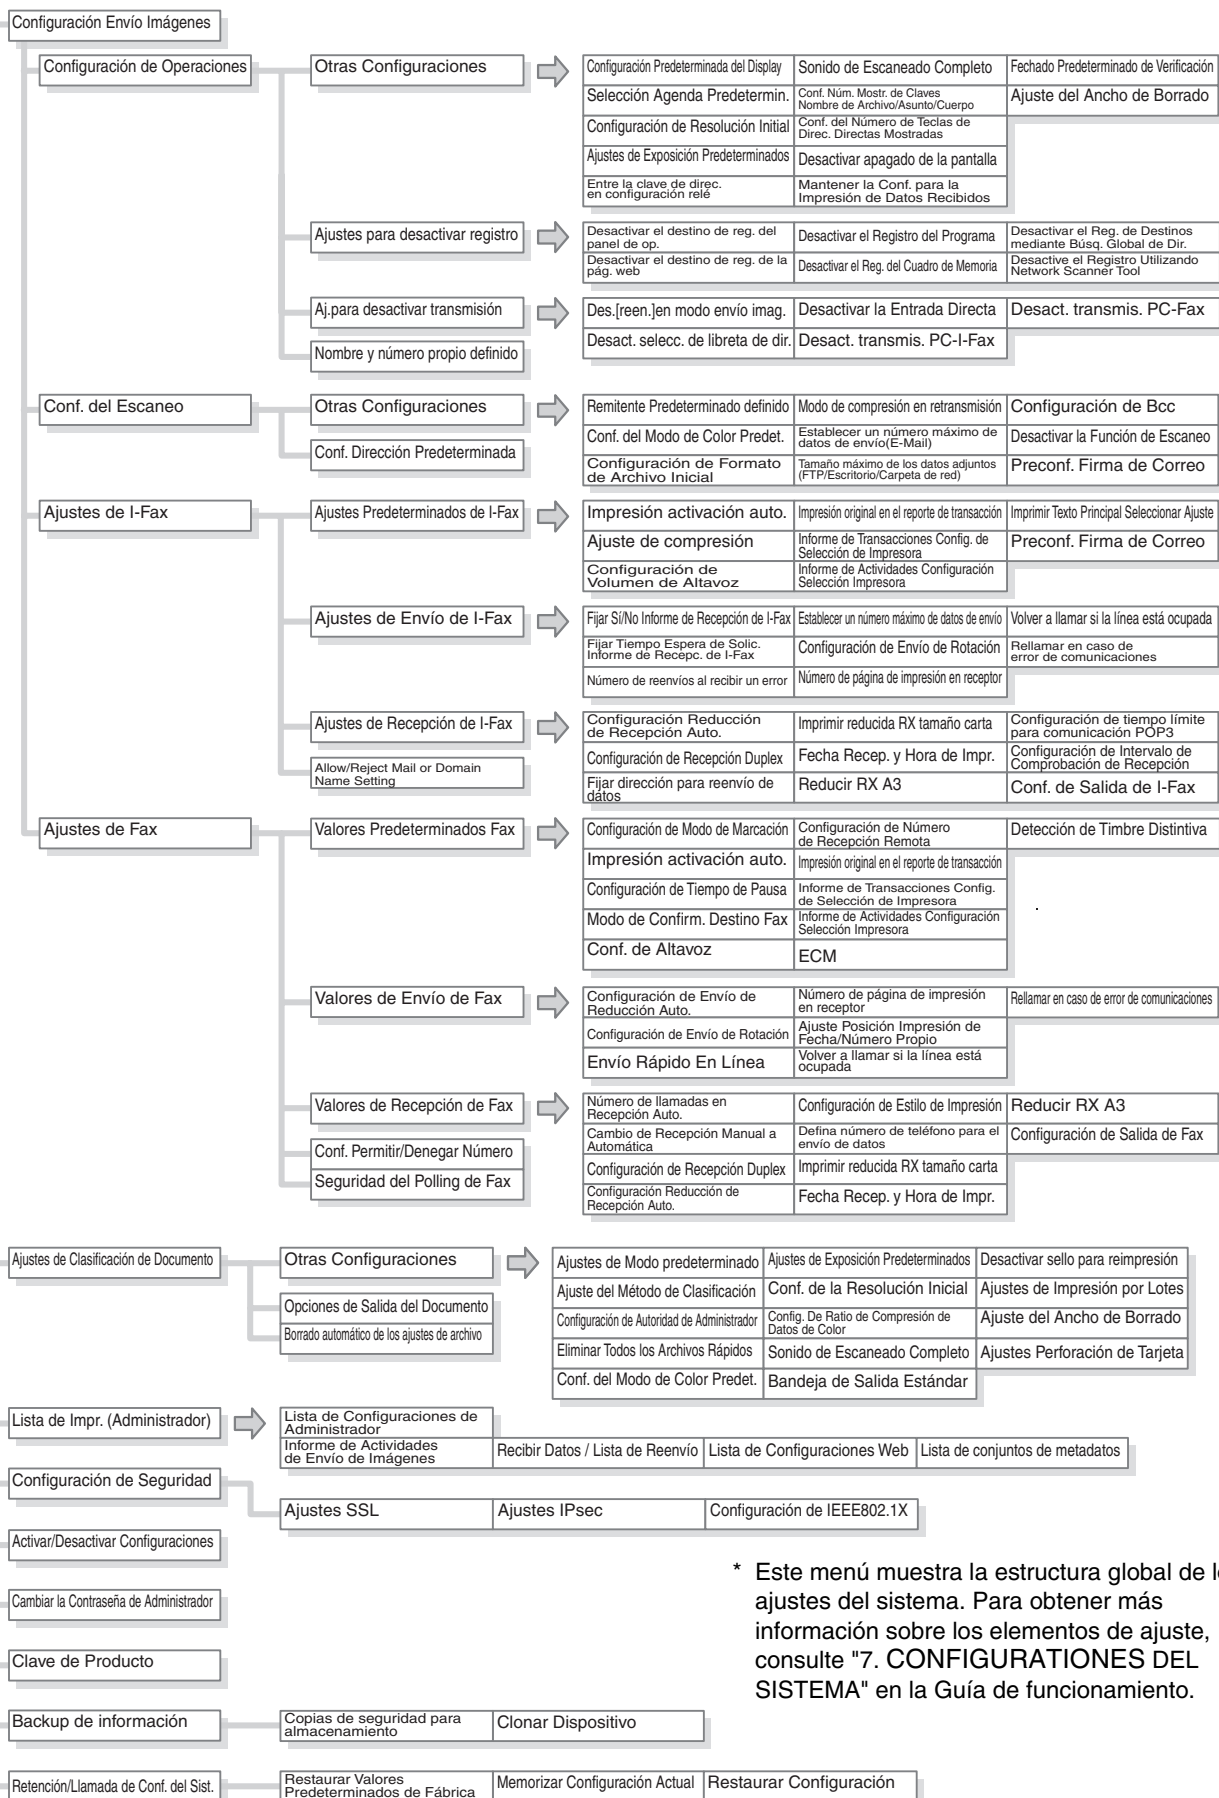 Configuración Envío Imágenes
Configuración de Operaciones
Otras Configuraciones
Configuración Predeterminada del Display
Sonido de Escaneado Completo
Fechado Predeterminado de Verificación
Selección Agenda Predetermin.
Conf. Núm. Mostr. de Claves
Nombre de Archivo/Asunto/Cuerpo
Ajuste del Ancho de Borrado
Configuración de Resolución Initial
Conf. del Número de Teclas de
Direc. Directas Mostradas
Ajustes de Exposición Predeterminados
Desactivar apagado de la pantalla
Entre la clave de direc.
en configuración relé
Mantener la Conf. para la
Impresión de Datos Recibidos
Ajustes para desactivar registro
Desactivar el destino de reg. del
panel de op.
Desactivar el Registro del Programa
Desactivar el Reg. de Destinos
mediante Búsq. Global de Dir.
Desactivar el destino de reg. de la
pág. web
Desactivar el Reg. del Cuadro de Memoria
Desactive el Registro Utilizando
Network Scanner Tool
Aj.para desactivar transmisión
Des.[reen.]en modo envío imag.
Desactivar la Entrada Directa
Desact. transmis. PC-Fax
Nombre y número propio definido
Desact. selecc. de libreta de dir.
Desact. transmis. PC-I-Fax
Conf. del Escaneo
Otras Configuraciones
Remitente Predeterminado definido
Modo de compresión en retransmisión
Configuración de Bcc
Conf. Dirección Predeterminada
Conf. del Modo de Color Predet.
Establecer un número máximo de
datos de envío(E-Mail)
Desactivar la Función de Escaneo
Configuración de Formato
de Archivo Inicial
Tamaño máximo de los datos adjuntos
(FTP/Escritorio/Carpeta de red)
Preconf. Firma de Correo
Ajustes de I-Fax
Ajustes Predeterminados de I-Fax
Impresión activación auto.
Impresión original en el reporte de transacción
Imprimir Texto Principal Seleccionar Ajuste
Ajuste de compresión
Informe de Transacciones Config. de
Selección de Impresora
Preconf. Firma de Correo
Configuración de
Volumen de Altavoz
Informe de Actividades Configuración
Selección Impresora
Ajustes de Envío de I-Fax
Fijar Sí/No Informe de Recepción de I-Fax
Establecer un número máximo de datos de envío
Volver a llamar si la línea está ocupada
Fijar Tiempo Espera de Solic.
Informe de Recepc. de I-Fax
Configuración de Envío de Rotación
Rellamar en caso de
error de comunicaciones
Número de reenvíos al recibir un error
Número de página de impresión en receptor
Ajustes de Recepción de I-Fax
Configuración Reducción
de Recepción Auto.
Imprimir reducida RX tamaño carta
Configuración de tiempo límite
para comunicación POP3
Allow/Reject Mail or Domain
Name Setting
Configuración de Recepción Duplex
Fecha Recep. y Hora de Impr.
Configuración de Intervalo de
Comprobación de Recepción
Fijar dirección para reenvío de
datos
Reducir RX A3
Conf. de Salida de I-Fax
Ajustes de Fax
Valores Predeterminados Fax
Configuración de Modo de Marcación
Configuración de Número
de Recepción Remota
Detección de Timbre Distintiva
Impresión activación auto.
Impresión original en el reporte de transacción
Configuración de Tiempo de Pausa
Informe de Transacciones Config.
de Selección de Impresora
Modo de Confirm. Destino Fax
Informe de Actividades Configuración
Selección Impresora
Conf. de Altavoz
ECM
Valores de Envío de Fax
Configuración de Envío de
Reducción Auto.
Número de página de impresión
en receptor
Rellamar en caso de error de comunicaciones
Configuración de Envío de Rotación
Ajuste Posición Impresión de
Fecha/Número Propio
Envío Rápido En Línea
Volver a llamar si la línea está
ocupada
Valores de Recepción de Fax
Número de llamadas en
Recepción Auto.
Configuración de Estilo de Impresión
Reducir RX A3
Conf. Permitir/Denegar Número
Cambio de Recepción Manual a
Automática
Defina número de teléfono para el
envío de datos
Configuración de Salida de Fax
Seguridad del Polling de Fax
Configuración de Recepción Duplex
Imprimir reducida RX tamaño carta
Configuración Reducción de
Recepción Auto.
Fecha Recep. y Hora de Impr.
Ajustes de Clasificación de Documento
Otras Configuraciones
Ajustes de Modo predeterminado
Ajustes de Exposición Predeterminados
Desactivar sello para reimpresión
Opciones de Salida del Documento
Ajuste del Método de Clasificación
Conf. de la Resolución Inicial
Ajustes de Impresión por Lotes
Borrado automático de los ajustes de archivo
Configuración de Autoridad de Administrador
Config. De Ratio de Compresión de
Datos de Color
Ajuste del Ancho de Borrado
Eliminar Todos los Archivos Rápidos
Sonido de Escaneado Completo
Ajustes Perforación de Tarjeta
Conf. del Modo de Color Predet.
Bandeja de Salida Estándar
Lista de Impr. (Administrador)
Lista de Configuraciones de
Administrador
Informe de Actividades
de Envío de Imágenes
Recibir Datos / Lista de Reenvío
Lista de Configuraciones Web
Lista de conjuntos de metadatos
Configuración de Seguridad
Ajustes SSL
Ajustes IPsec
Configuración de IEEE802.1X
Activar/Desactivar Configuraciones
Cambiar la Contraseña de Administrador
Clave de Producto
* Este menú muestra la estructura global de l
ajustes del sistema. Para obtener más
información sobre los elementos de ajuste,
consulte "7. CONFIGURATIONES DEL
SISTEMA" en la Guía de funcionamiento.
Backup de información
Copias de seguridad para
almacenamiento
Clonar Dispositivo
Retención/Llamada de Conf. del Sist.
Restaurar Valores
Predeterminados de Fábrica
Memorizar Configuración Actual
Restaurar Configuración